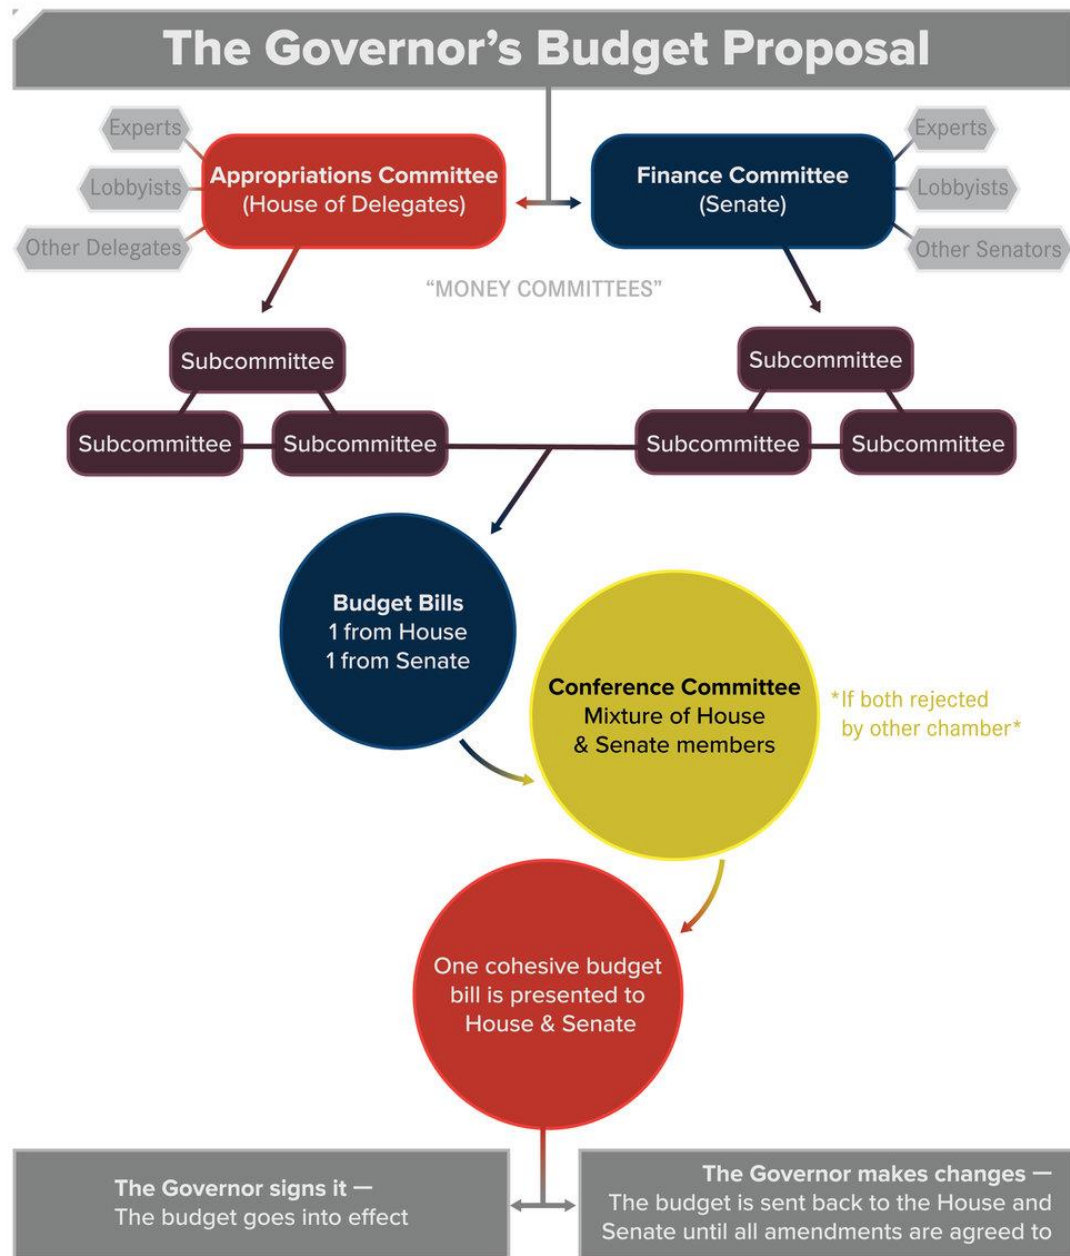 The Governor’s Budget Proposal
Experts
Lobbyists
Other Delegates
Appropriations Committee
(House of Delegates)
Finance Committee
(Senate)
Experts
Lobbyists
Other Senators
“MONEY COMMITTEES”
Subcommittee
Subcommittee
Subcommittee
Subcommittee
Subcommittee
Subcommittee
Budget Bills
1 from House
1 from Senate
Conference Committee
Mixture of House
& Senate members
*If both rejected
by other chamber*
One cohesive budget
bill is presented to
House & Senate
The Governor signs it —
The budget goes into effect
The Governor makes changes —
The budget is sent back to the House and
Senate until all amendments are agreed to